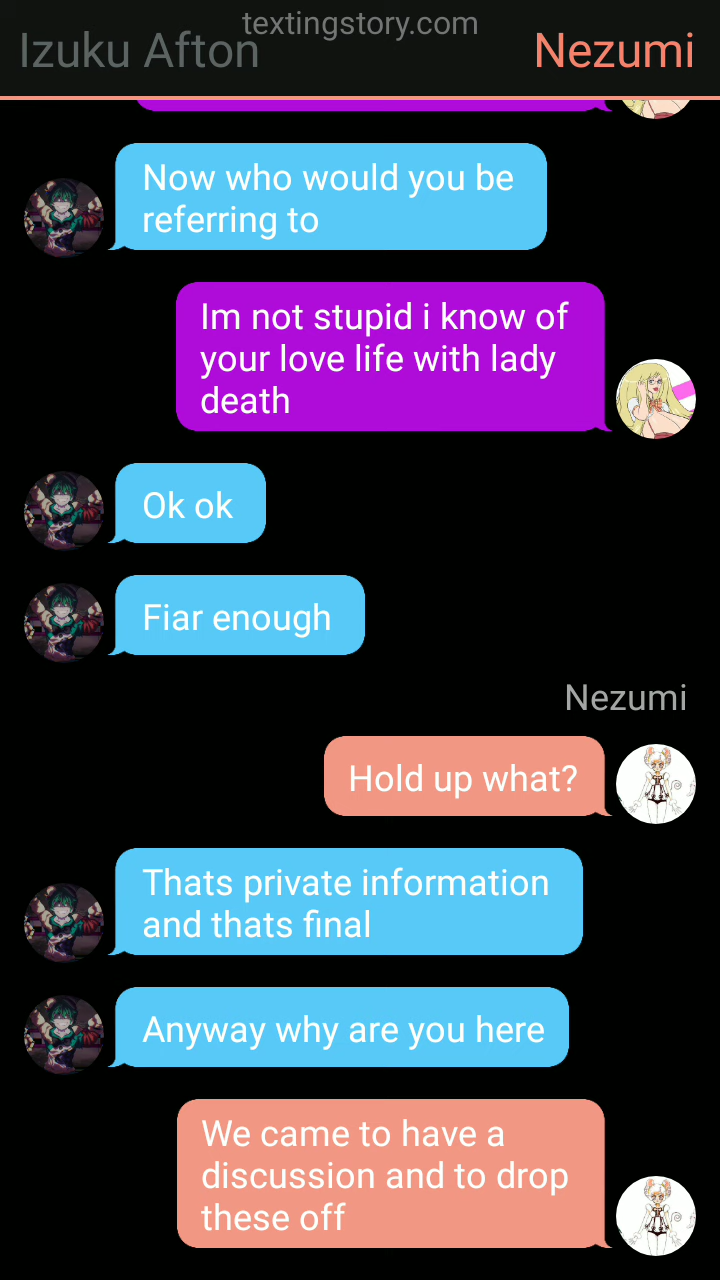 textingstory.com
Izuku Afton
Nezumi
Now who would you be
referring to
Im not stupid i know of
your love life with lady
death
Ok ok
Fiar enough
Nezumi
Hold up what?
Thats private information
and thats final
Anyway why are you here
We came to have a
discussion and to drop
these off